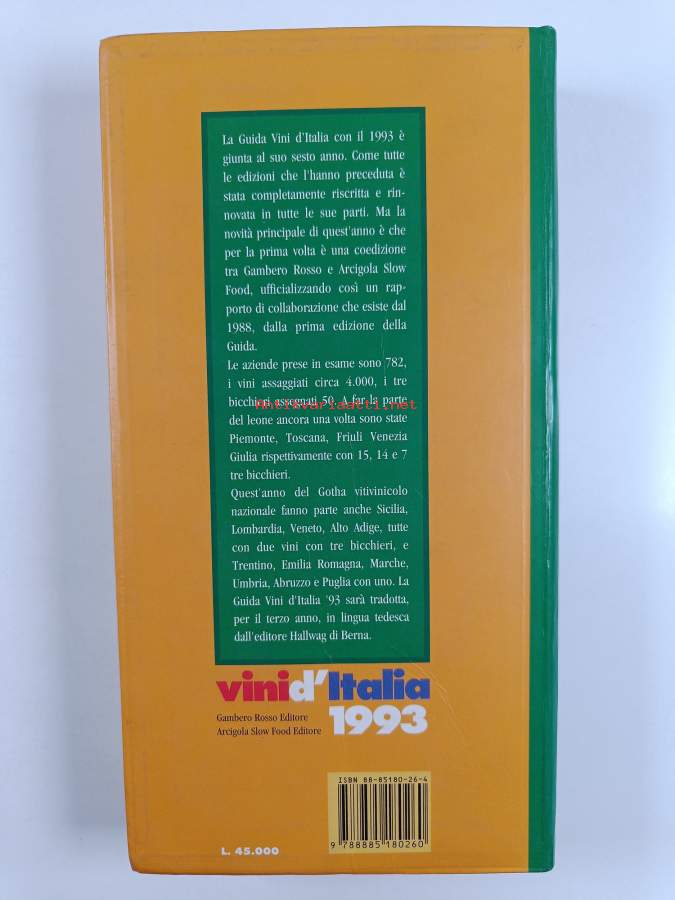 La Guida Vini d'Italia con il 1993 è
giunta al suo sesto anno. Come tutte
le edizioni che l'hanno preceduta è
stata completamente riscritta e rin-
novata in tutte le sue parti. Ma la
novità principale di quest'anno è che
per la prima volta è una coedizione
tra Gambero Rosso e Arcigola Slow
Food, ufficializzando così un rap-
porto di collaborazione che esiste dal
1988, dalla prima edizione della
Guida.
Le aziende prese in esame sono 782,
i vini assaggiati circa 4.000, i tre
bicchieri assegnati 50. A far la parte
Antikvariaatti.net
del leone ancora una volta sono state
Piemonte, Toscana, Friuli Venezia
Giulia rispettivamente con 15, 14 e 7
tre bicchieri.
Quest'anno del Gotha vitivinicolo
nazionale fanno parte anche Sicilia,
Lombardia, Veneto, Alto Adige, tutte
con due vini con tre bicchieri, e
Trentino, Emilia Romagna, Marche,
Umbria, Abruzzo e Puglia con uno. La
Guida Vini d'Italia '93 sarà tradotta,
per il terzo anno, in lingua tedesca
dall'editore Hallwag di Berna.
vinid'Italia
1993
Gambero Rosso Editore
Arcigola Slow Food Editore
ISBN 88-85180-26-4
9 788885 180260
L. 45.000